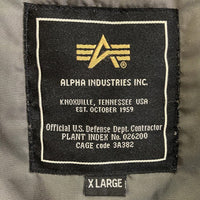 ALPHA INDUSTRIES INC.
KNOXVILLE, TENNESSEE USA
EST. OCTOBER 1959
Official U.S. Defense Dept. Contractor
PLANT INDEX No. 026200
CAGE code 3A382
X LARGE